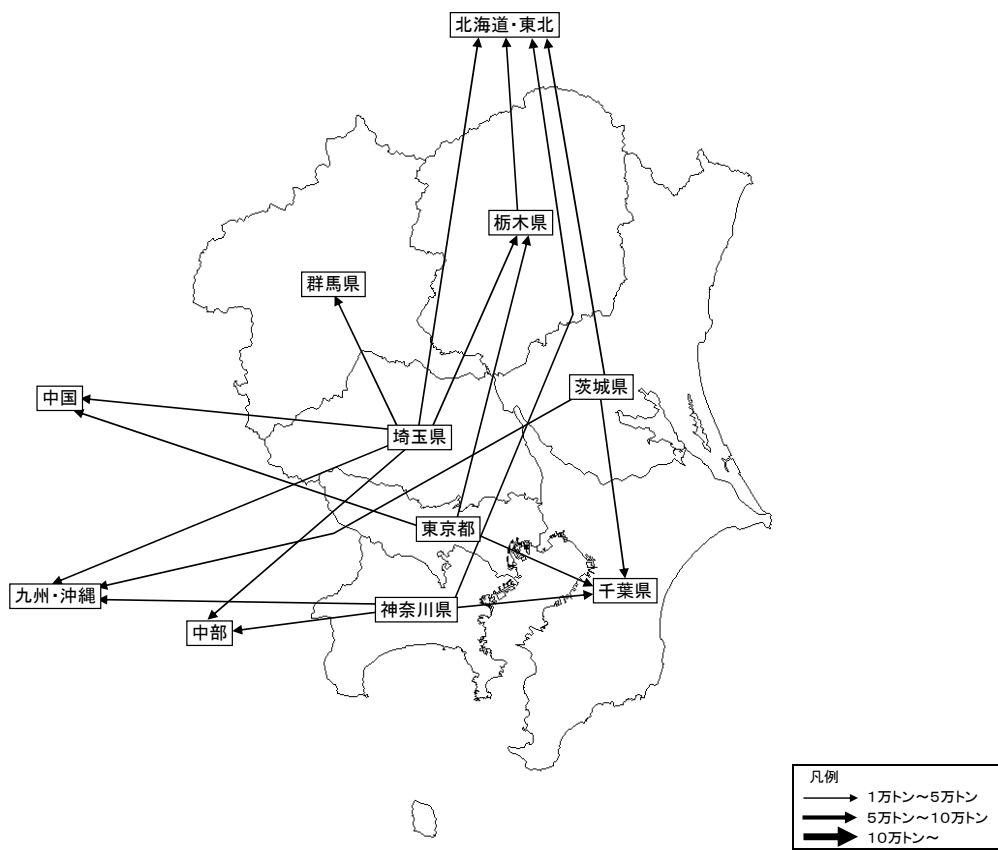 北海道・東北
栃木県
群馬県
茨城県
中国
埼玉県
東京都
千葉県
九州・沖縄
神奈川県
中部
凡例
1万トン～5万トン
5万トン～10万トン
10万トン～